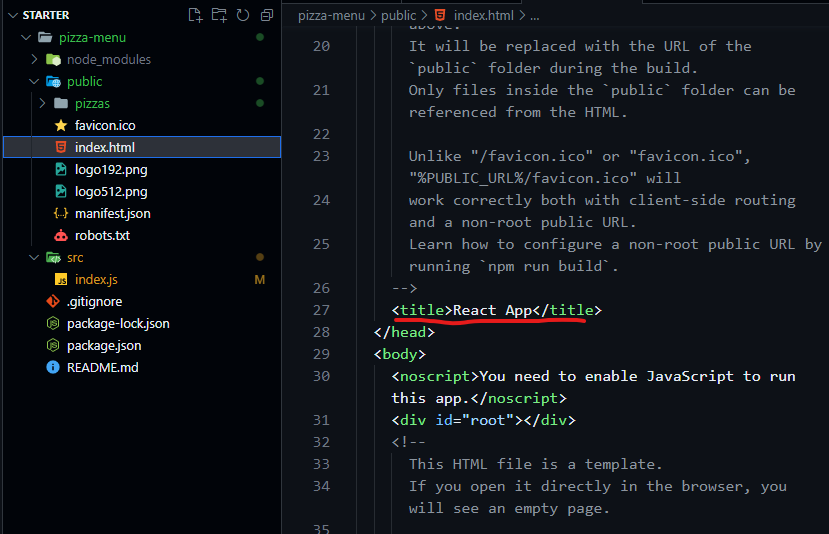 STARTER
pizza-menu
node_modules
public
pizzas
favicon.ico
index.html
logo192.png
logo512.png
{..} manifest.json
robots.txt
src
JS index.js M
.gitignore
package-lock.json
package.json
README.md
pizza-menu > public > index.html > ...
above.
20 It will be replaced with the URL of the
`public` folder during the build.
21 Only files inside the `public` folder can be
referenced from the HTML.
22
23 Unlike "/favicon.ico" or "favicon.ico",
"%PUBLIC_URL%/favicon.ico" will
24 work correctly both with client-side routing
and a non-root public URL.
25 Learn how to configure a non-root public URL by
running `npm run build`.
26 -->
27 <title>React App</title>
28 </head>
29 <body>
30 <noscript>You need to enable JavaScript to run
this app.</noscript>
31 <div id="root"></div>
32 <!--
33 This HTML file is a template.
34 If you open it directly in the browser, you
will see an empty page.
35